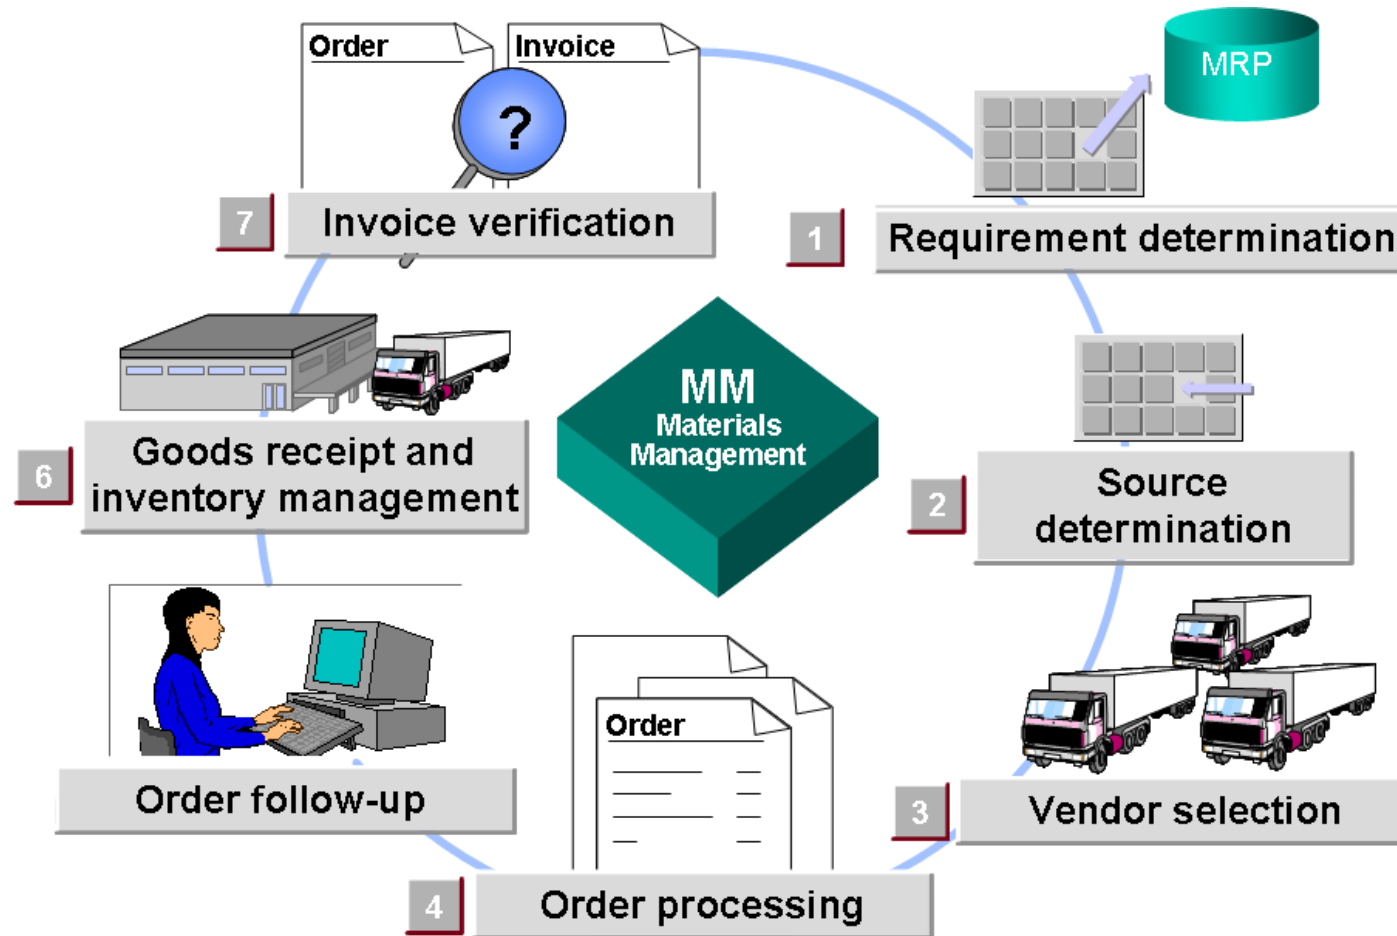 Order
Invoice
?
MRP
7
Invoice verification
1
Requirement determination
MM
Materials
Management
6
Goods receipt and
inventory management
2
Source
determination
Order
Order follow-up
3
Vendor selection
4
Order processing